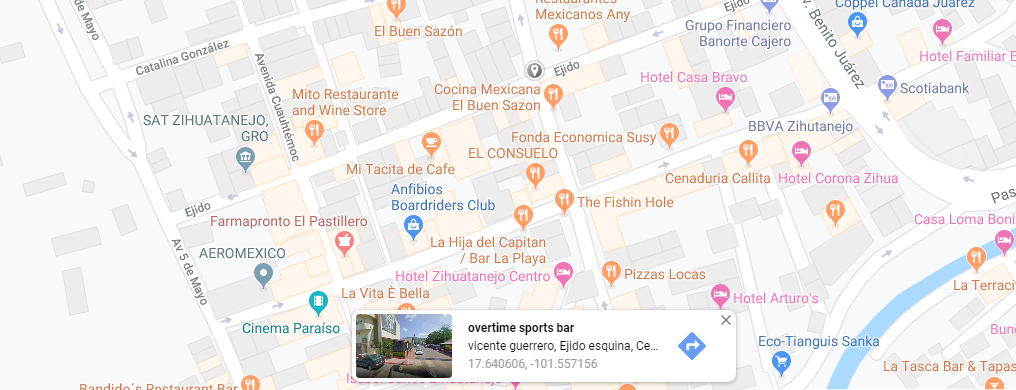 de Mayo
El Buen Sazón
Restaurantes
Mexicanos Any
Ejido
Grupo Financiero
Banorte Cajero
Av. Benito Juárez
Coppel Canada Juárez
Hotel Familiar E
Catalina González
Avenida Cuauhtémoc
Ejido
Hotel Casa Bravo
Scotiabank
Mito Restaurante
and Wine Store
Cocina Mexicana
El Buen Sazon
SAT ZIHUATANEJO,
GRO
BBVA Zihutanejo
Fonda Economica Susy
EL CONSUELO
Mi Tacita de Cafe
Cenaduria Callita
Hotel Corona Zihua
Anfibios
Boardriders Club
The Fishin Hole
Pas
Ejido
Farmapronto El Pastillero
Casa Loma Boni
La Hija del Capitan
/ Bar La Playa
AEROMEXICO
Av 5 de Mayo
Hotel Zihuatanejo Centro
Pizzas Locas
La Terraci
La Vita È Bella
Hotel Arturo's
Cinema Paraíso
overtime sports bar
vicente guerrero, Ejido esquina, Ce...
17.640606, -101.557156
Eco-Tianguis Sanka
Bun
La Tasca Bar & Tapas
Bandido´s Restaurant Bar